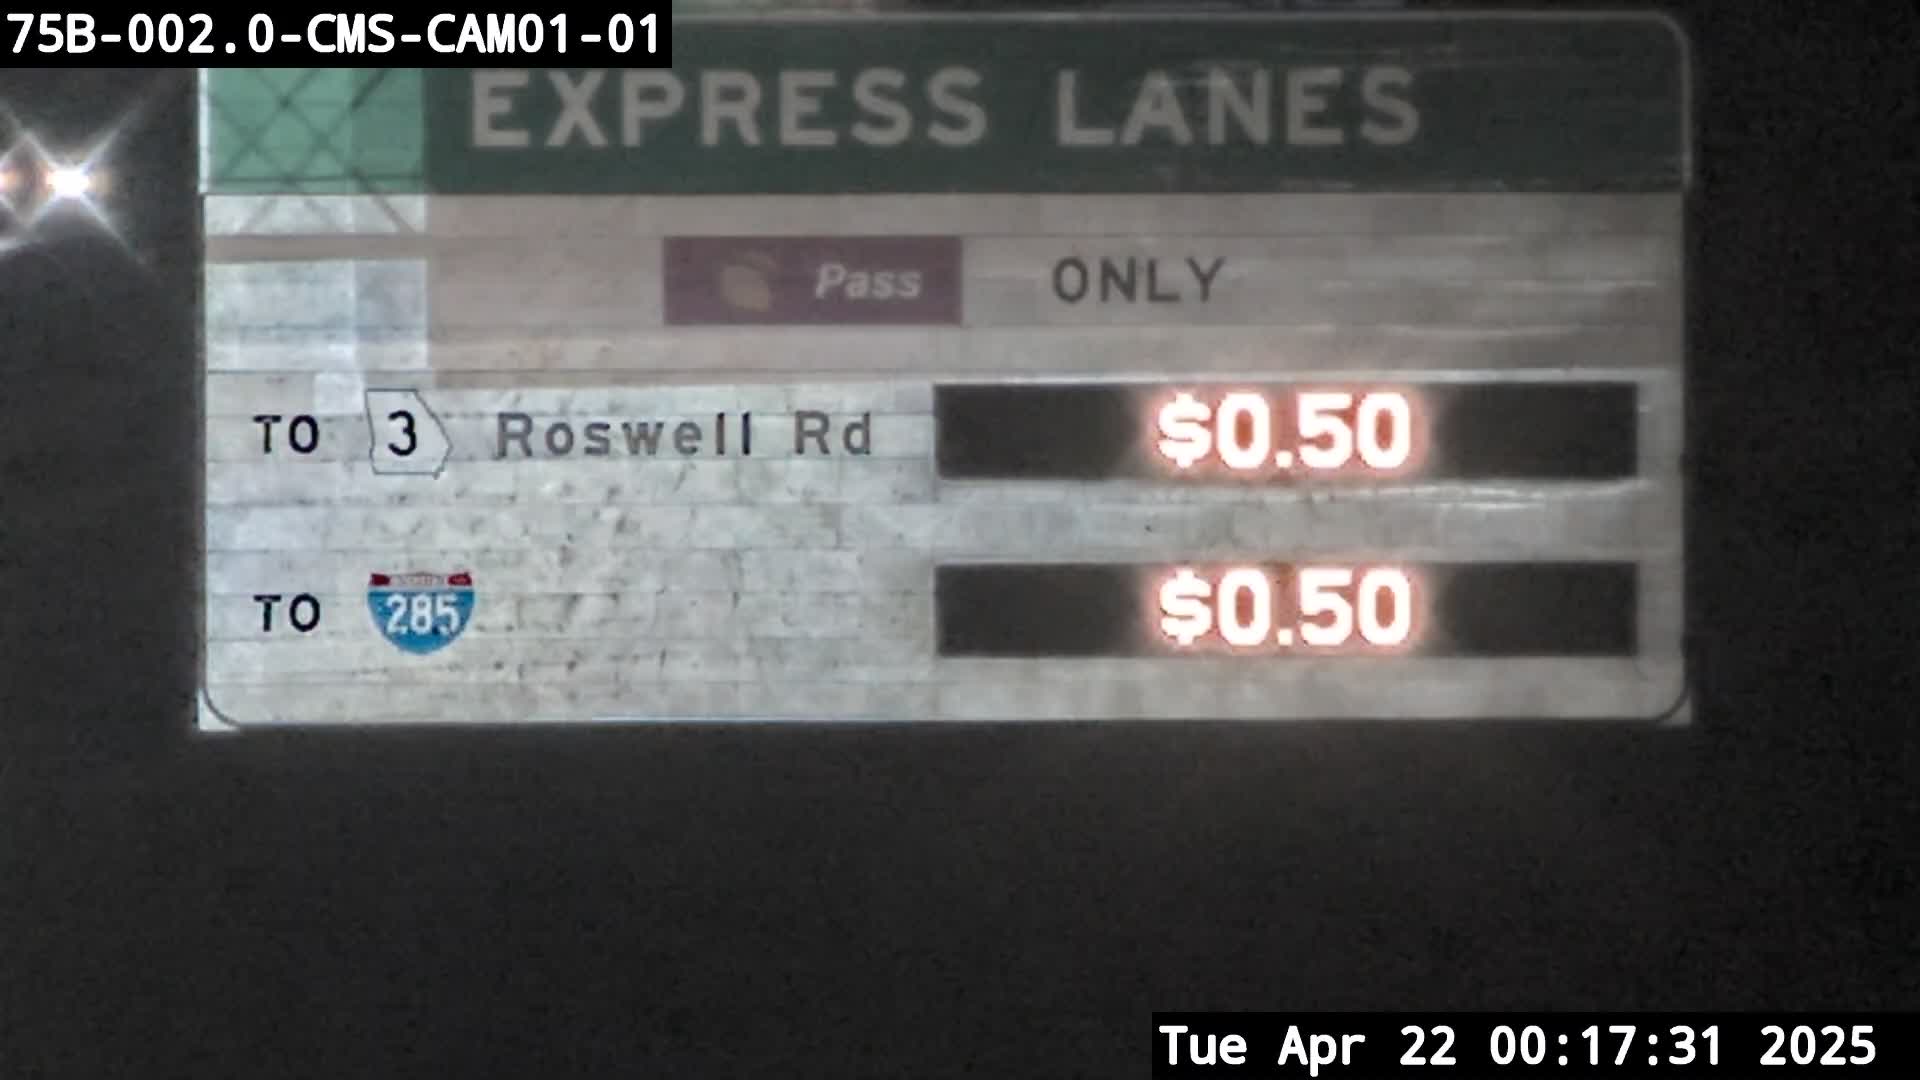 75B-002.0-CMS-CAM01-01
EXPRESS LANES
Pass ONLY
TO 3 Roswell Rd $0.50
TO 285 $0.50
Tue Apr 22 00:17:31 2025